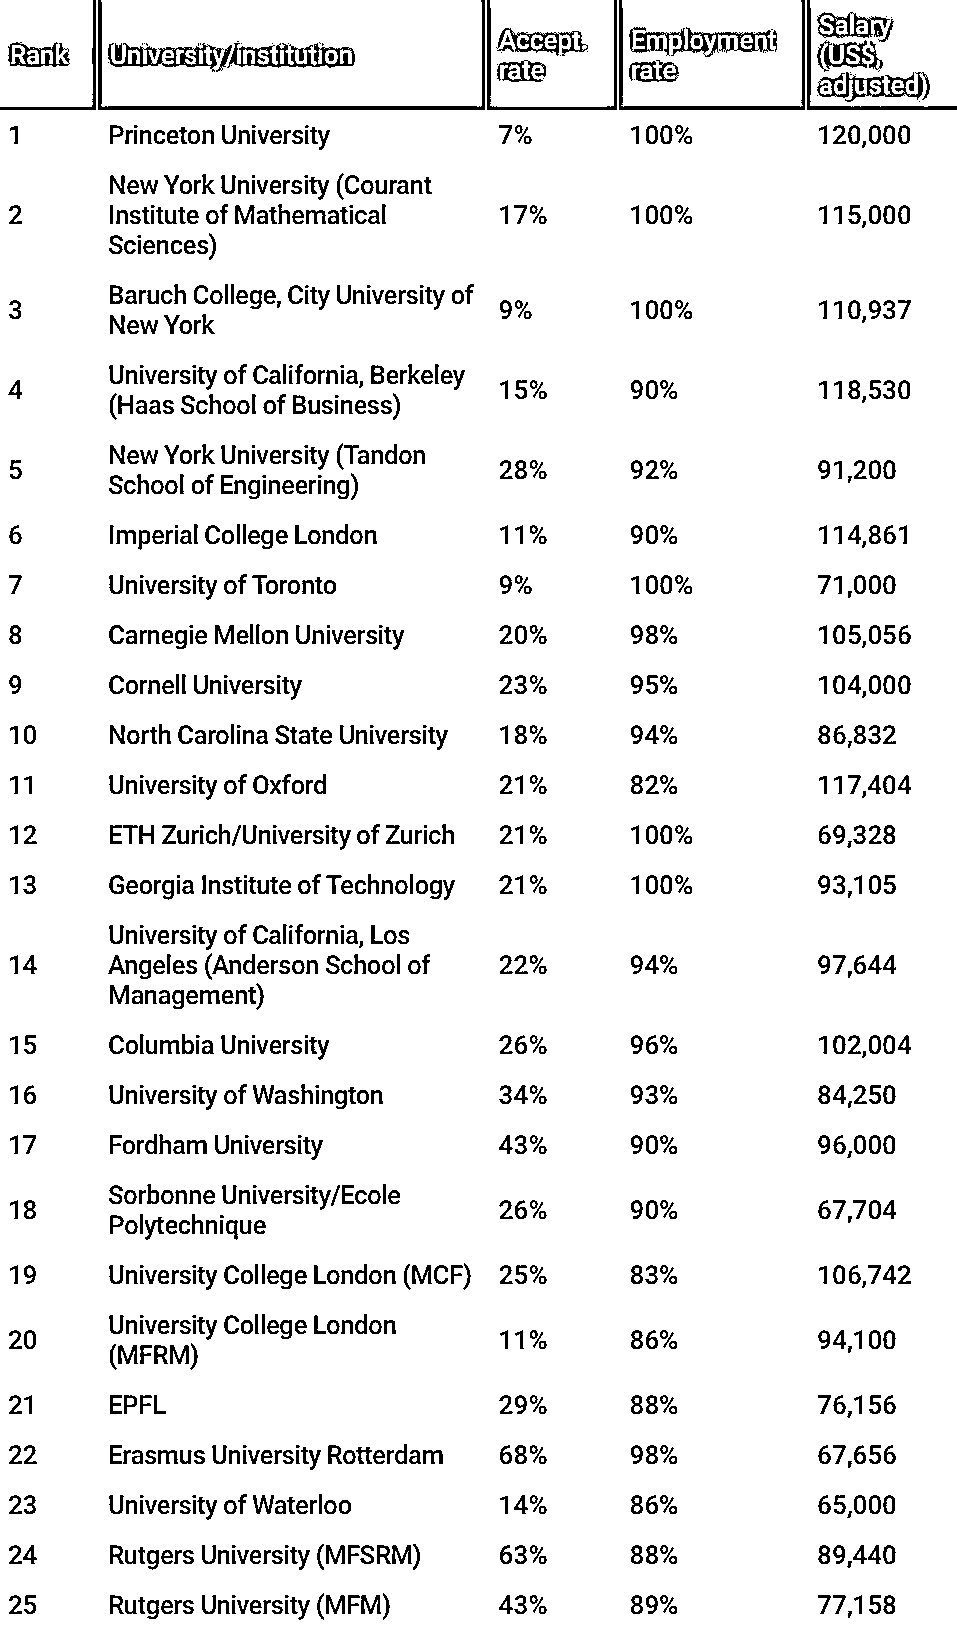 Rank University/institution Accept. rate Employment rate Salary (US$, adjusted)
1 Princeton University 7% 100% 120,000
2 New York University (Courant Institute of Mathematical Sciences) 17% 100% 115,000
3 Baruch College, City University of New York 9% 100% 110,937
4 University of California, Berkeley (Haas School of Business) 15% 90% 118,530
5 New York University (Tandon School of Engineering) 28% 92% 91,200
6 Imperial College London 11% 90% 114,861
7 University of Toronto 9% 100% 71,000
8 Carnegie Mellon University 20% 98% 105,056
9 Cornell University 23% 95% 104,000
10 North Carolina State University 18% 94% 86,832
11 University of Oxford 21% 82% 117,404
12 ETH Zurich/University of Zurich 21% 100% 69,328
13 Georgia Institute of Technology 21% 100% 93,105
14 University of California, Los Angeles (Anderson School of Management) 22% 94% 97,644
15 Columbia University 26% 96% 102,004
16 University of Washington 34% 93% 84,250
17 Fordham University 43% 90% 96,000
18 Sorbonne University/Ecole Polytechnique 26% 90% 67,704
19 University College London (MCF) 25% 83% 106,742
20 University College London (MFRM) 11% 86% 94,100
21 EPFL 29% 88% 76,156
22 Erasmus University Rotterdam 68% 98% 67,656
23 University of Waterloo 14% 86% 65,000
24 Rutgers University (MFSRM) 63% 88% 89,440
25 Rutgers University (MFM) 43% 89% 77,158